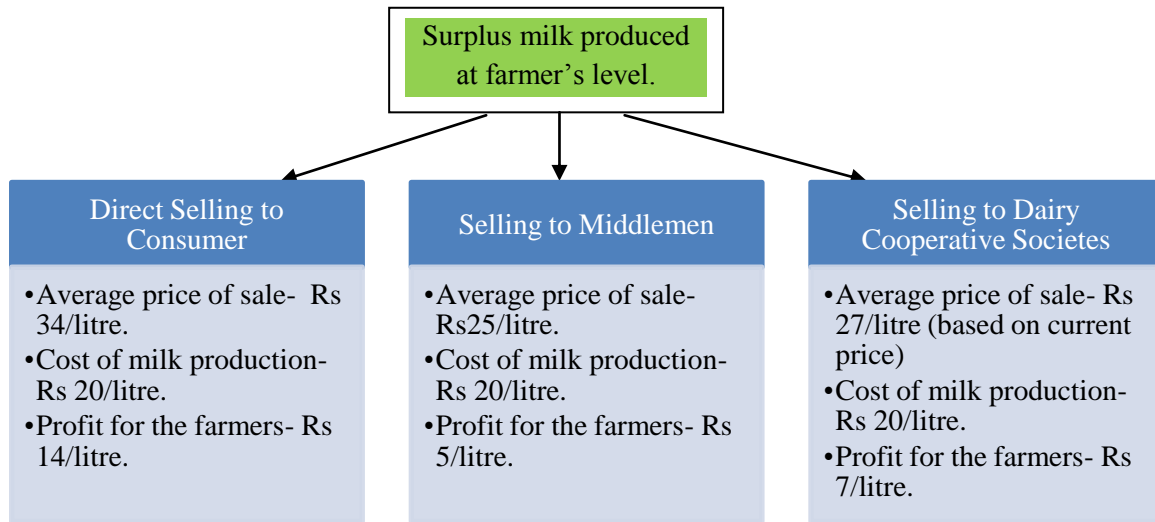 Surplus milk produced
at farmer's level.
Direct Selling to
Consumer
•Average price of sale- Rs
34/litre.
•Cost of milk production-
Rs 20/litre.
•Profit for the farmers- Rs
14/litre.
Selling to Middlemen
•Average price of sale-
Rs25/litre.
•Cost of milk production-
Rs 20/litre.
•Profit for the farmers- Rs
5/litre.
Selling to Dairy
Cooperative Societes
•Average price of sale- Rs
27/litre (based on current
price)
•Cost of milk production-
Rs 20/litre.
•Profit for the farmers- Rs
7/litre.